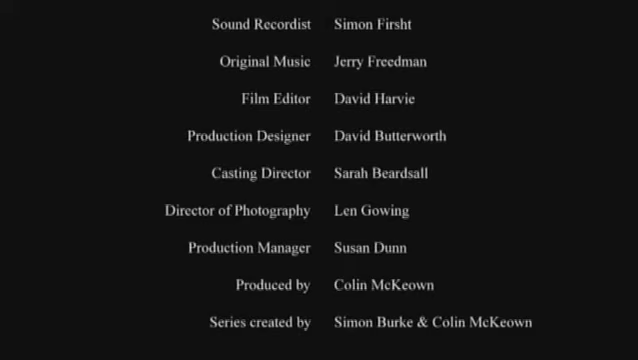 Sound Recordist Simon Firsht
Original Music Jerry Freedman
Film Editor David Harvie
Production Designer David Butterworth
Casting Director Sarah Beardsall
Director of Photography Len Gowing
Production Manager Susan Dunn
Produced by Colin McKeown
Series created by Simon Burke & Colin McKeown